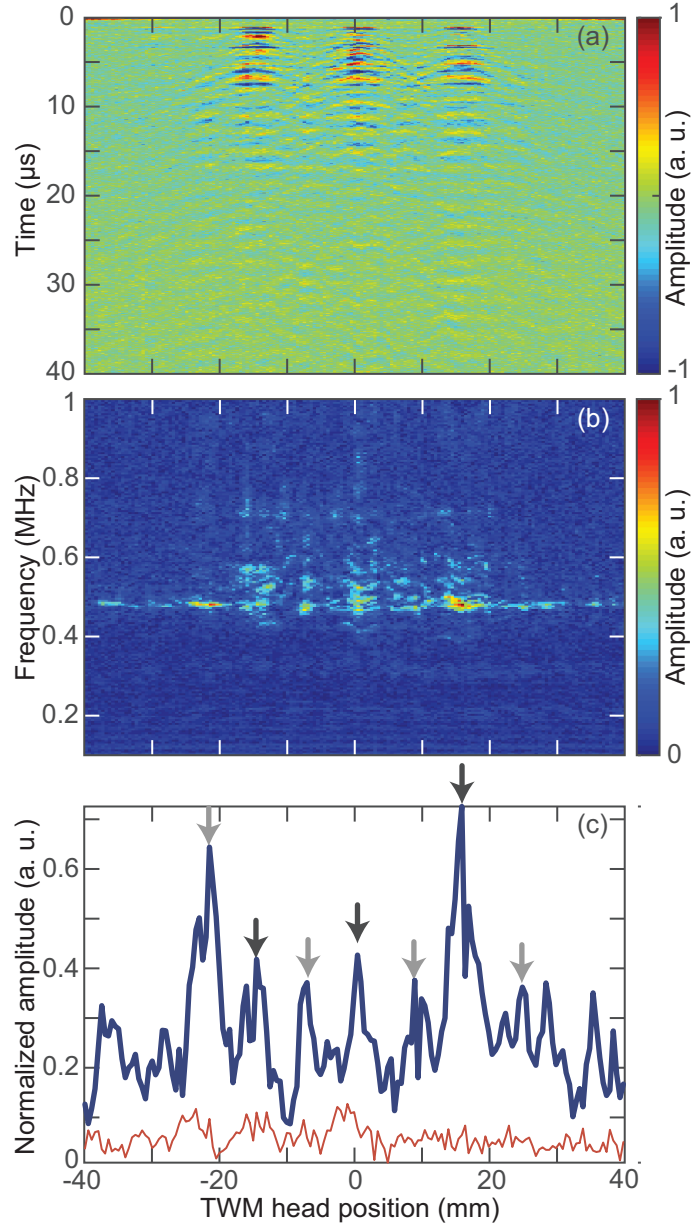 (a)
0
10
20
30
40
Time (μs)
1
-1
Amplitude (a. u.)
(b)
1
0.8
0.6
0.4
0.2
Frequency (MHz)
1
0
Amplitude (a. u.)
(c)
0.6
0.4
0.2
0
Normalized amplitude (a. u.)
-40 -20 0 20 40
TWM head position (mm)